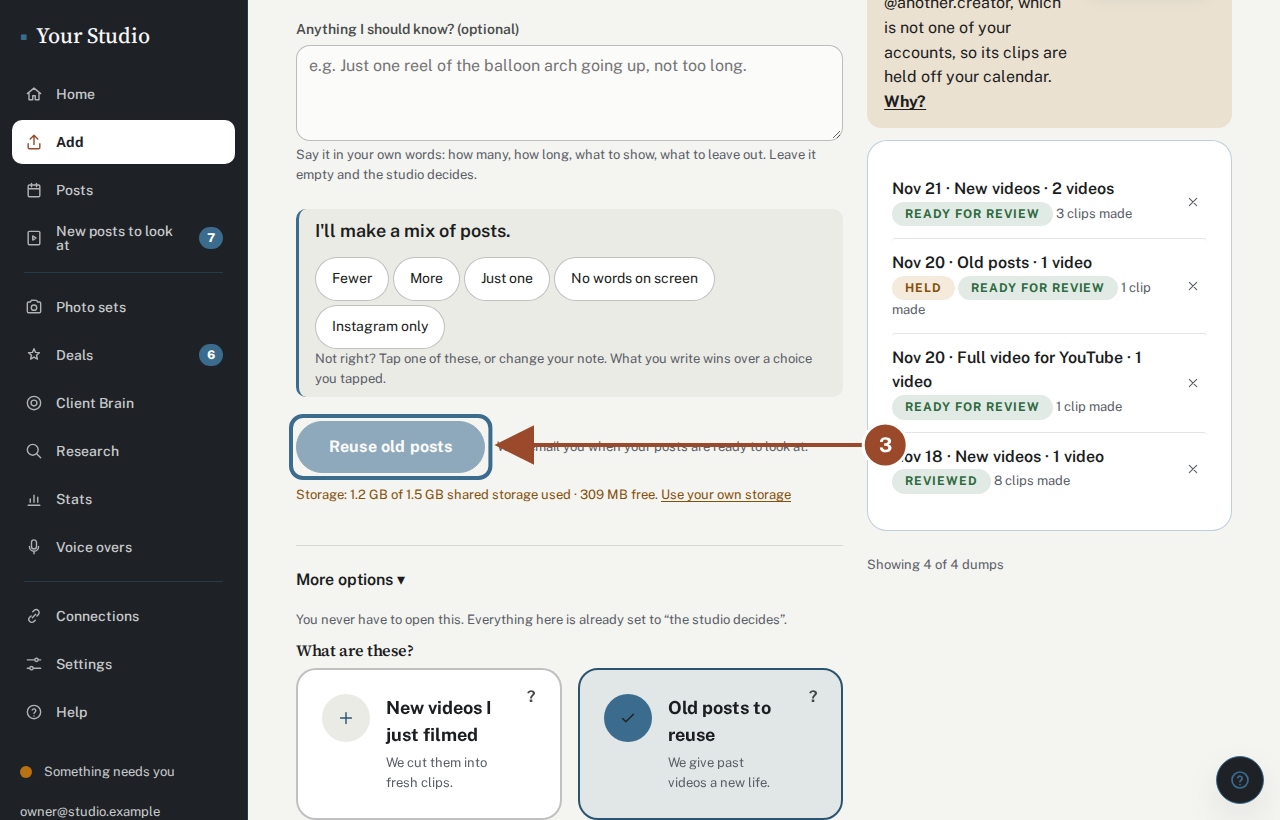 Your Studio
Home
Add
Posts
New posts to look
at
7
Photo sets
Deals
6
Client Brain
Research
Stats
Voice overs
Connections
Settings
Help
Something needs you
owner@studio.example
Anything I should know? (optional)
e.g. Just one reel of the balloon arch going up, not too long.
Say it in your own words: how many, how long, what to show, what to leave out. Leave it
empty and the studio decides.
I'll make a mix of posts.
Fewer
More
Just one
No words on screen
Instagram only
Not right? Tap one of these, or change your note. What you write wins over a choice
you tapped.
Reuse old posts
email you when your posts are ready to look at.
3
Storage: 1.2 GB of 1.5 GB shared storage used · 309 MB free. Use your own storage
More options ▾
You never have to open this. Everything here is already set to “the studio decides”.
What are these?
New videos I
just filmed
?
We cut them into
fresh clips.
Old posts to
reuse
?
We give past
videos a new life.
@another.creator, which
is not one of your
accounts, so its clips are
held off your calendar.
Why?
Nov 21 · New videos · 2 videos
READY FOR REVIEW 3 clips made
Nov 20 · Old posts · 1 video
HELD READY FOR REVIEW 1 clip
made
Nov 20 · Full video for YouTube · 1
video
READY FOR REVIEW 1 clip made
Nov 18 · New videos · 1 video
REVIEWED 8 clips made
Showing 4 of 4 dumps